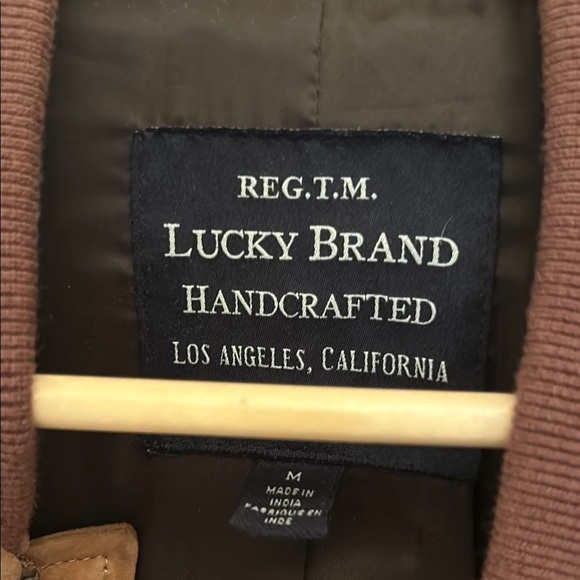 REG.T.M.
LUCKY BRAND
HANDCRAFTED
LOS ANGELES, CALIFORNIA
M
MADE IN
INDIA
FABRIQUE EN
INDE